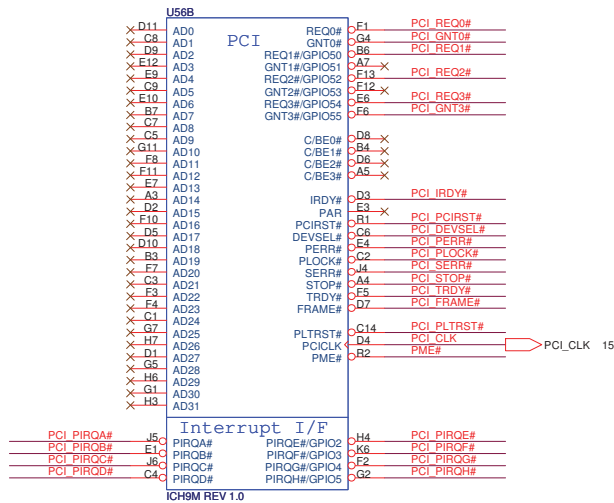 U56B
D11 AD0 PCI REQ0# F1 PCI_REQ0#
C8 AD1 GNT0# G4 PCI_GNT0#
D9 AD2 REQ1#/GPIO50 B6 PCI_REQ1#
E12 AD3 GNT1#/GPIO51 A7
E9 AD4 REQ2#/GPIO52 F13 PCI_REQ2#
C9 AD5 GNT2#/GPIO53 F12
E10 AD6 REQ3#/GPIO54 E6 PCI_REQ3#
B7 AD7 GNT3#/GPIO55 F6 PCI_GNT3#
C7 AD8
C5 AD9 C/BE0# D8
G11 AD10 C/BE1# B4
F8 AD11 C/BE2# D6
F11 AD12 C/BE3# A5
E7 AD13
A3 AD14 IRDY# D3 PCI_IRDY#
D2 AD15 PAR E3
F10 AD16 PCIRST# R1 PCI_PCIRST#
D5 AD17 DEVSEL# C6 PCI_DEVSEL#
D10 AD18 PERR# E4 PCI_PERR#
B3 AD19 PLOCK# C2 PCI_PLOCK#
F7 AD20 SERR# J4 PCI_SERR#
C3 AD21 STOP# A4 PCI_STOP#
F3 AD22 TRDY# F5 PCI_TRDY#
F4 AD23 FRAME# D7 PCI_FRAME#
C1 AD24
G7 AD25 PLTRST# C14 PCI_PLTRST#
H7 AD26 PCICLK D4 PCI_CLK PCI_CLK 15
D1 AD27 PME# R2 PME#
G5 AD28
H6 AD29
G1 AD30
H3 AD31
Interrupt I/F
PCI_PIRQA# J5 PIRQA# PIRQE#/GPIO2 H4 PCI_PIRQE#
PCI_PIRQB# E1 PIRQB# PIRQF#/GPIO3 K6 PCI_PIRQF#
PCI_PIRQC# J6 PIRQC# PIRQG#/GPIO4 F2 PCI_PIRQG#
PCI_PIRQD# C4 PIRQD# PIRQH#/GPIO5 G2 PCI_PIRQH#
ICH9M REV 1.0